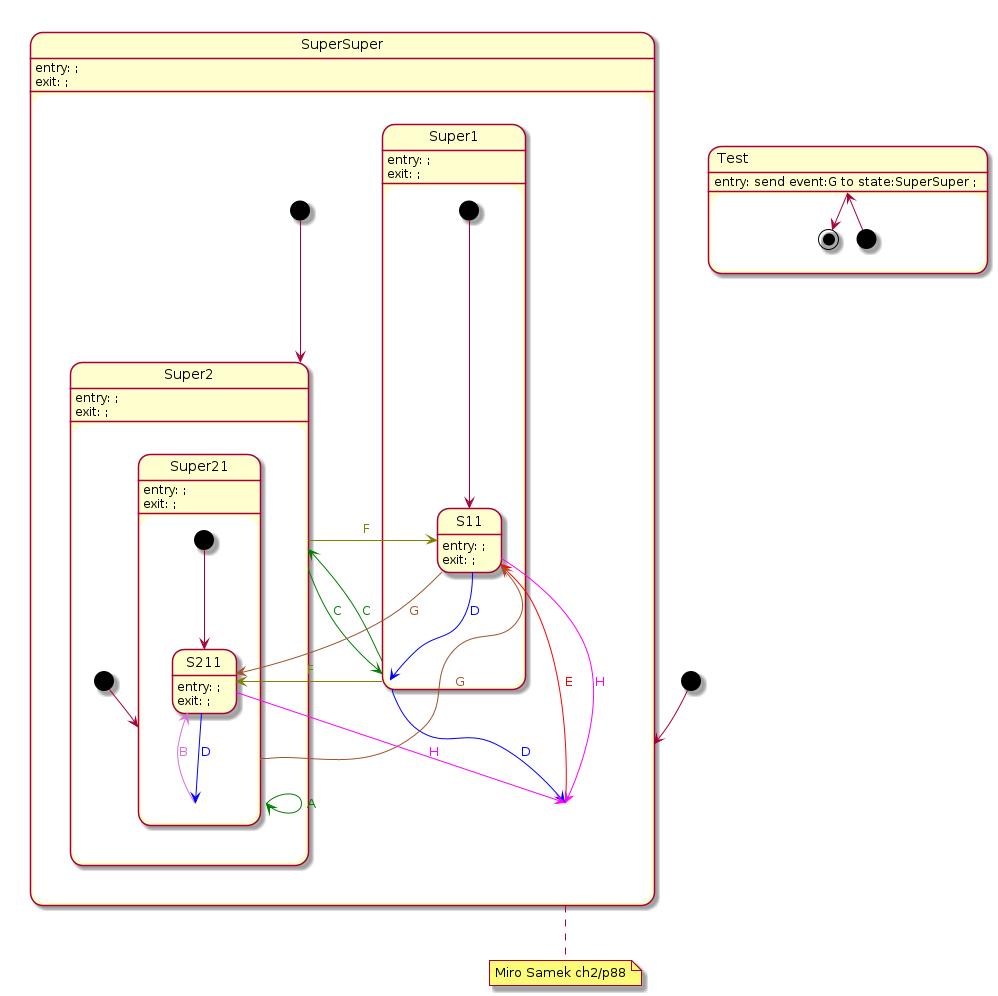 SuperSuper
entry: ;
exit: ;
Super1
entry: ;
exit: ;
Test
entry: send event:G to state:SuperSuper ;
Super2
entry: ;
exit: ;
Super21
entry: ;
exit: ;
F
S11
entry: ;
exit: ;
C
C
G
D
S211
entry: ;
exit: ;
F
G
E
H
B
D
H
D
A
Miro Samek ch2/p88